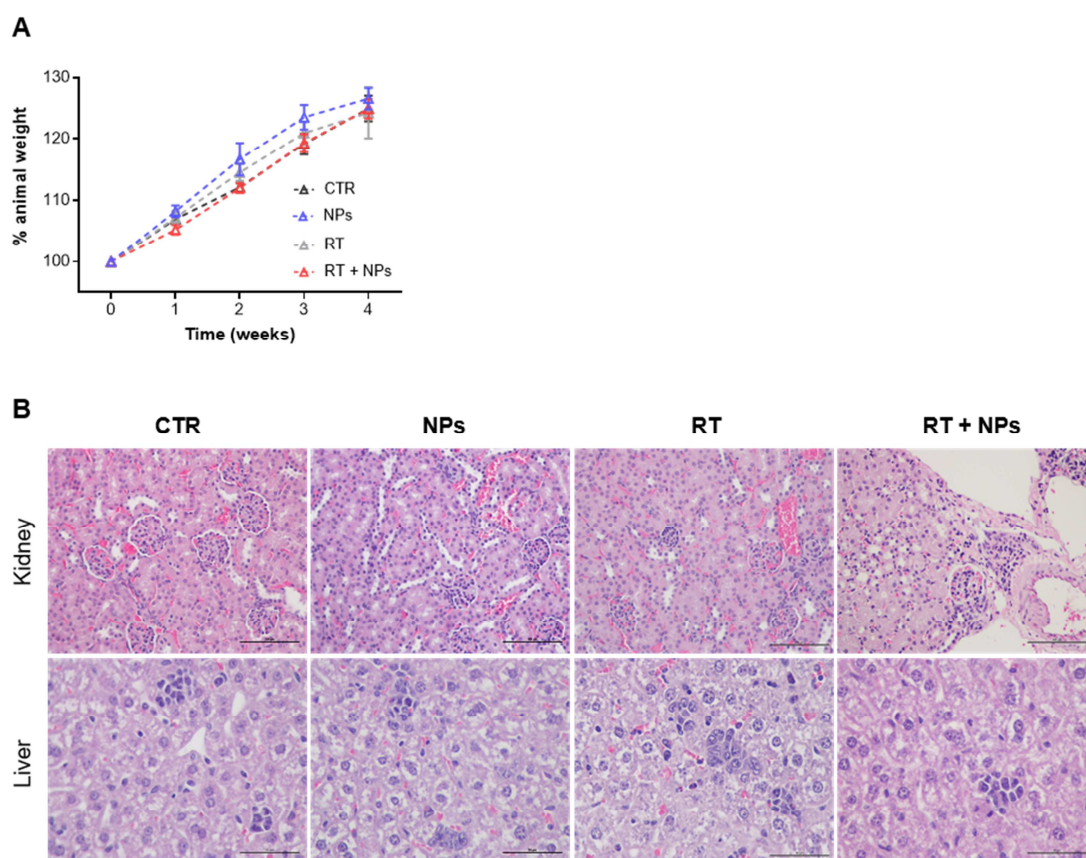 A
130
120
110
100
% animal weight
CTR
NPs
RT
RT + NPs
0 1 2 3 4
Time (weeks)
B
CTR NPs RT RT + NPs
Kidney
Liver